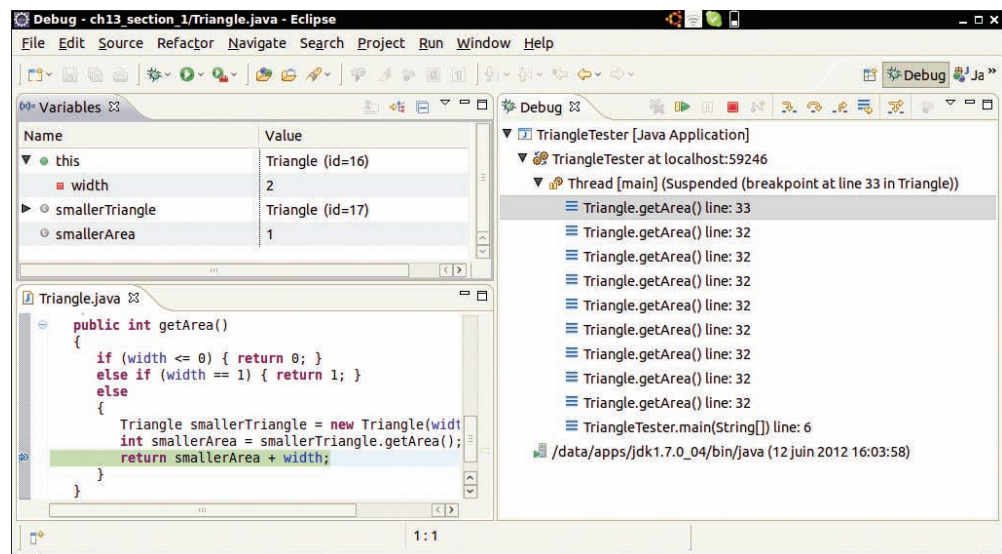 Debug - ch13_section_1/Triangle.java - Eclipse
File Edit Source Refactor Navigate Search Project Run Window Help
Debug Ja »
Variables
Name Value
this Triangle (id=16)
width 2
smallerTriangle Triangle (id=17)
smallerArea 1
Triangle.java
public int getArea()
{
if (width <= 0) { return 0; }
else if (width == 1) { return 1; }
else
{
Triangle smallerTriangle = new Triangle(widt
int smallerArea = smallerTriangle.getArea();
return smallerArea + width;
}
}
1:1
Debug
TriangleTester [Java Application]
TriangleTester at localhost:59246
Thread [main] (Suspended (breakpoint at line 33 in Triangle))
Triangle.getArea() line: 33
Triangle.getArea() line: 32
Triangle.getArea() line: 32
Triangle.getArea() line: 32
Triangle.getArea() line: 32
Triangle.getArea() line: 32
Triangle.getArea() line: 32
Triangle.getArea() line: 32
Triangle.getArea() line: 32
TriangleTester.main(String[]) line: 6
/data/apps/jdk1.7.0_04/bin/java (12 juin 2012 16:03:58)